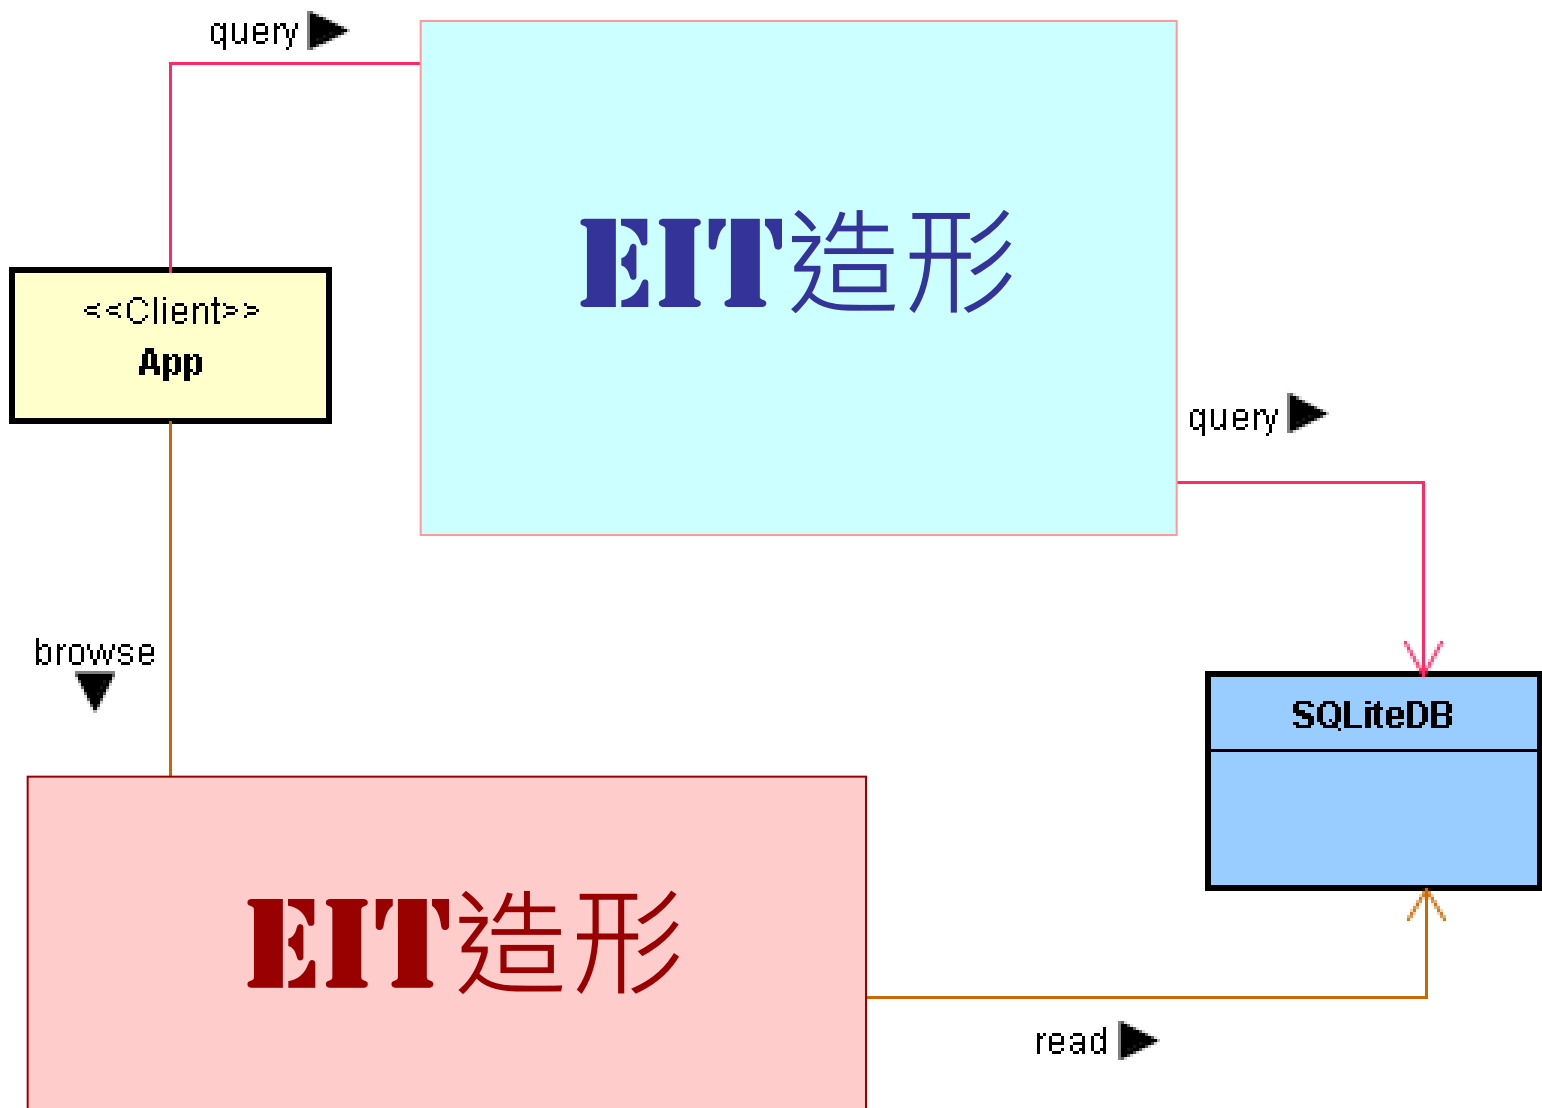 query
EIT造形
<<Client>>
App
query
browse
SQLiteDB
EIT造形
read